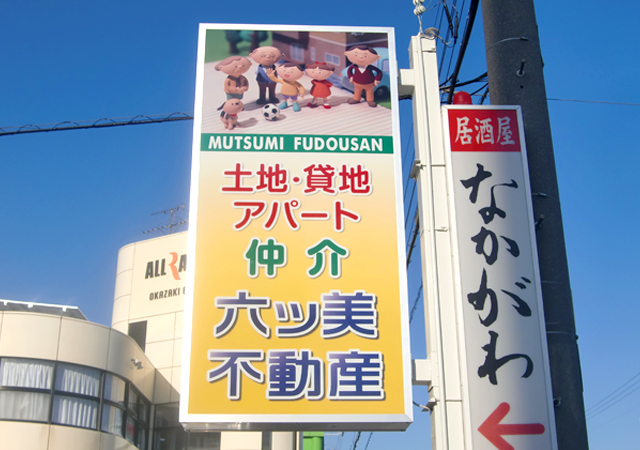 MUTSUMI FUDOUSAN
土地・貸地
アパート
仲介
六ッ美
不動産
居酒屋
なかがわ
ALL RA
OKAZAKI